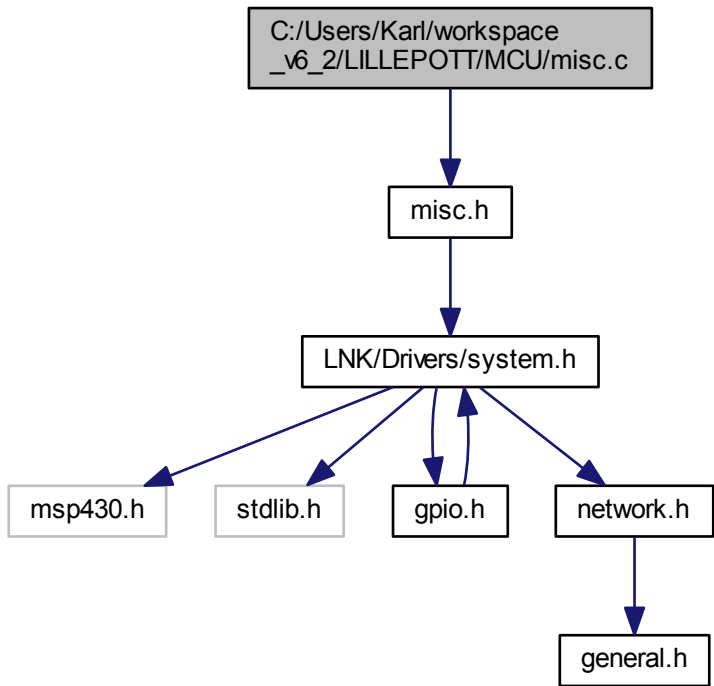 C:/Users/Karl/workspace
_v6_2/LILLEPOTT/MCU/misc.c
misc.h
LNK/Drivers/system.h
msp430.h
stdlib.h
gpio.h
network.h
general.h